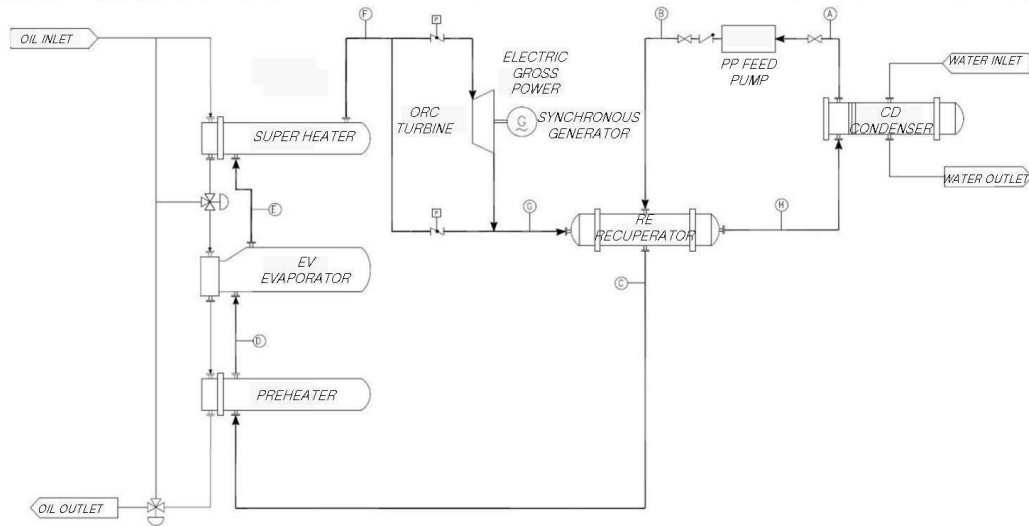 OIL INLET
F
P
B
A
ELECTRIC
GROSS
POWER
PP FEED
PUMP
WATER INLET
ORC
TURBINE
G
SYNCHRONOUS
GENERATOR
SUPER HEATER
CD
CONDENSER
WATER OUTLET
E
P
G
RE
RECUPERATOR
H
EV
EVAPORATOR
C
D
PREHEATER
OIL OUTLET